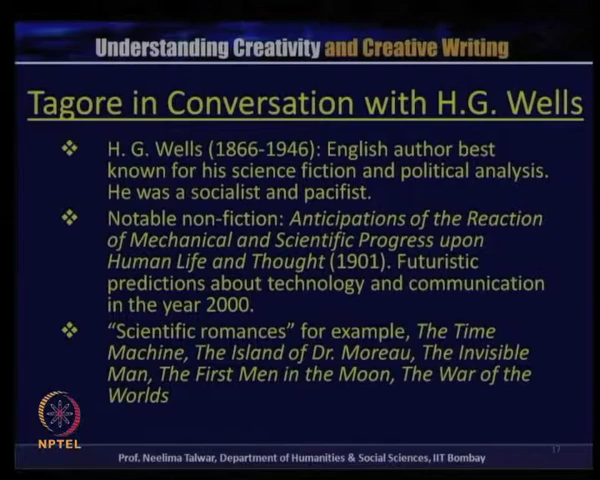 Understanding Creativity and Creative Writing
Tagore in Conversation with H.G. Wells
H. G. Wells (1866-1946): English author best
known for his science fiction and political analysis.
He was a socialist and pacifist.
Notable non-fiction: Anticipations of the Reaction
of Mechanical and Scientific Progress upon
Human Life and Thought (1901). Futuristic
predictions about technology and communication
in the year 2000.
“Scientific romances” for example, The Time
Machine, The Island of Dr. Moreau, The Invisible
Man, The First Men in the Moon, The War of the
Worlds
NPTEL
17
Prof. Neelima Talwar, Department of Humanities & Social Sciences, IIT Bombay